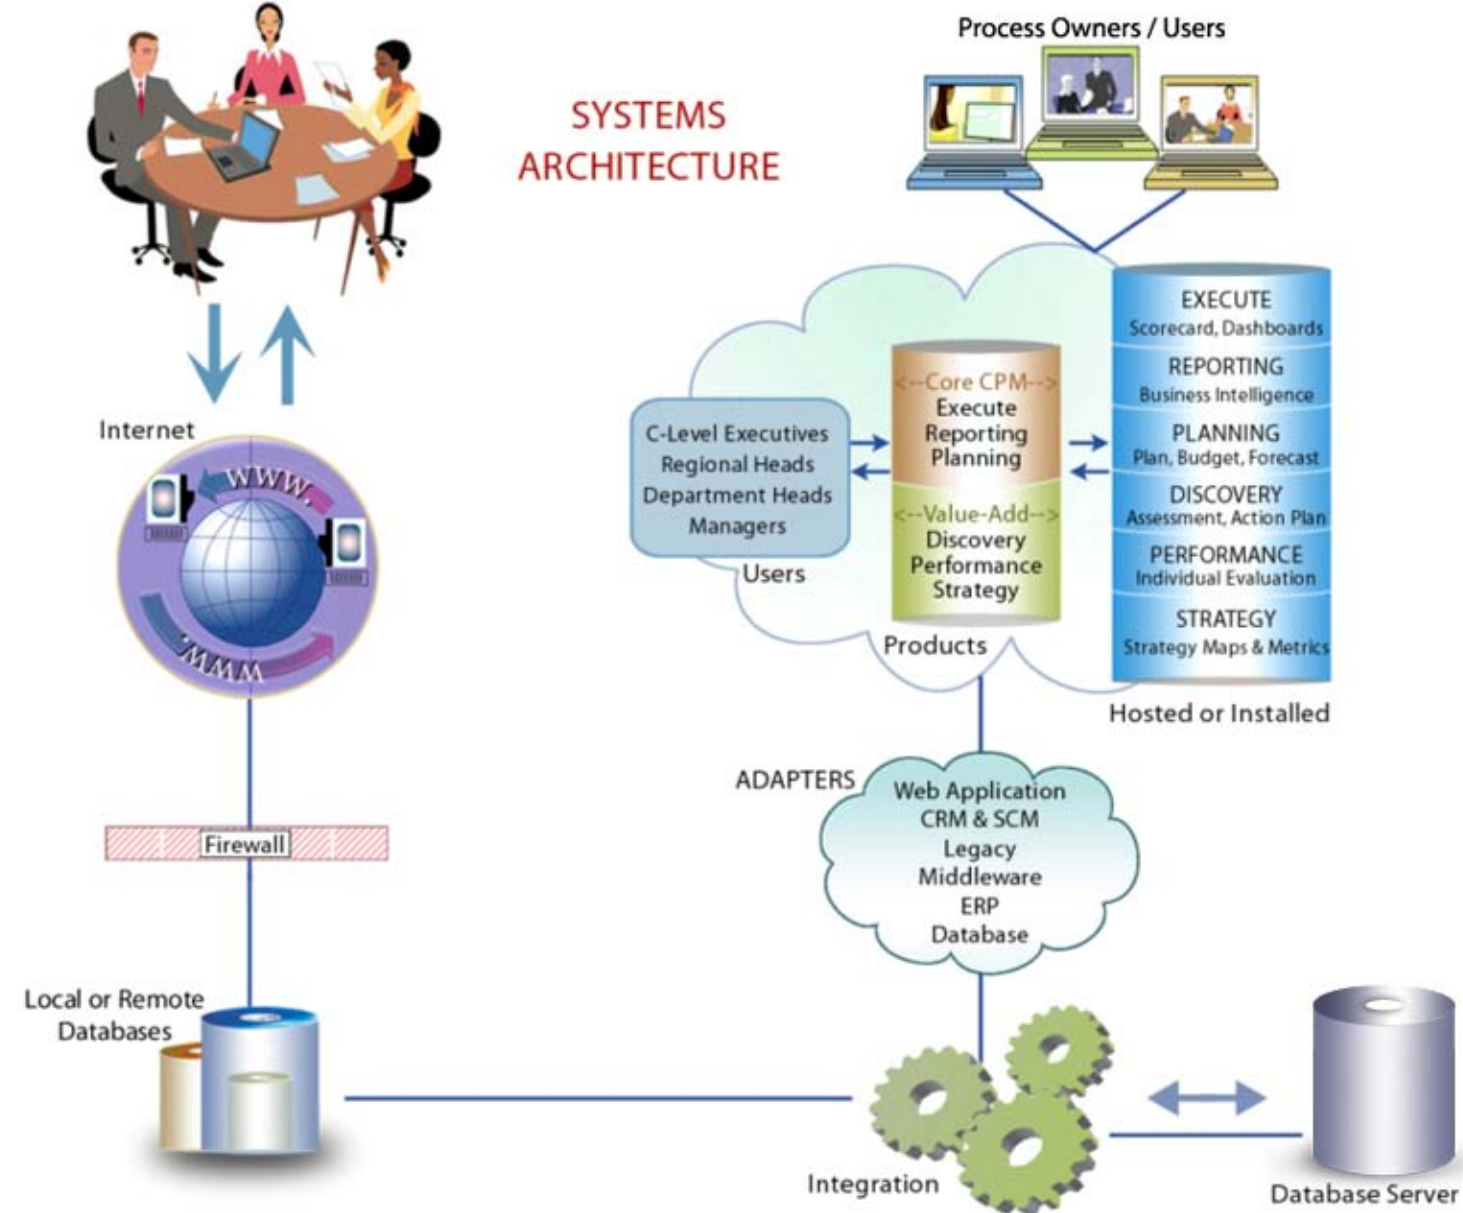 Process Owners / Users
SYSTEMS
ARCHITECTURE
Internet
WWW.
WWW.
Firewall
Local or Remote
Databases
C-Level Executives
Regional Heads
Department Heads
Managers
Users
<--Core CPM-->
Execute
Reporting
Planning
<--Value-Add-->
Discovery
Performance
Strategy
Products
EXECUTE
Scorecard, Dashboards
REPORTING
Business Intelligence
PLANNING
Plan, Budget, Forecast
DISCOVERY
Assessment, Action Plan
PERFORMANCE
Individual Evaluation
STRATEGY
Strategy Maps & Metrics
Hosted or Installed
ADAPTERS
Web Application
CRM & SCM
Legacy
Middleware
ERP
Database
Integration
Database Server